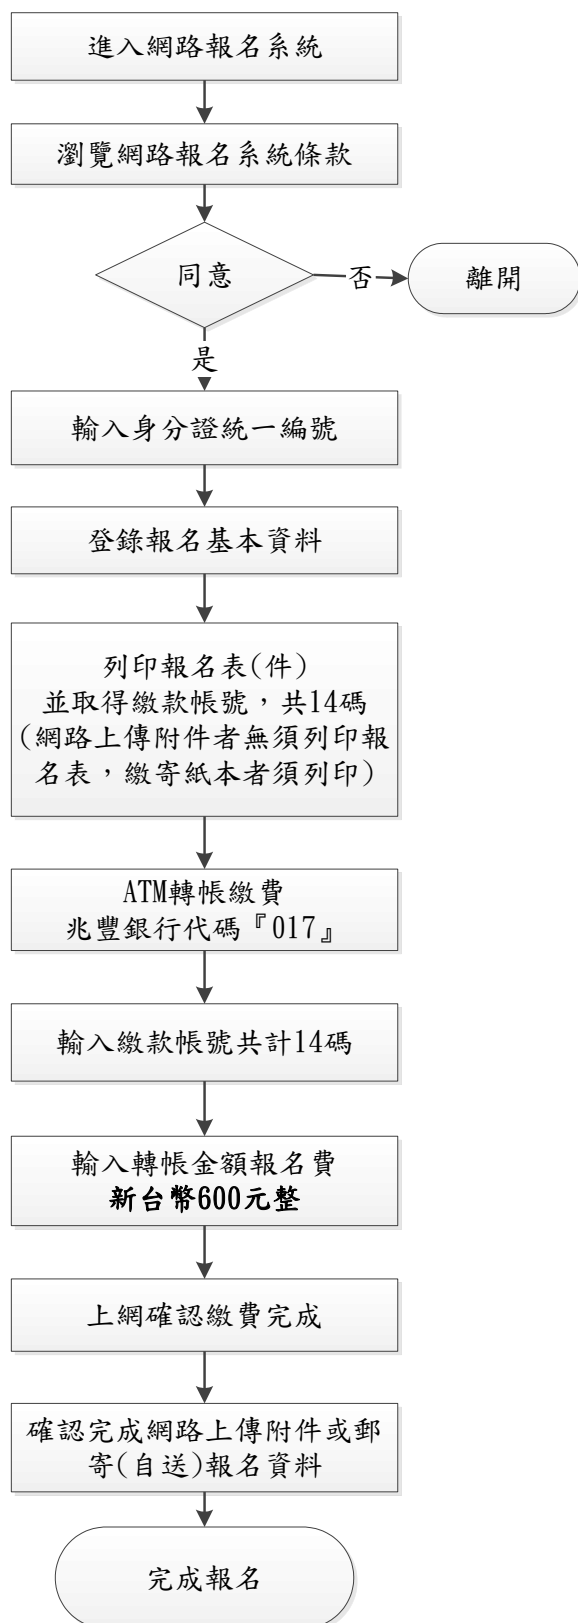 進入網路報名系統
瀏覽網路報名系統條款
同意
否
離開
是
輸入身分證統一編號
登錄報名基本資料
列印報名表(件)
並取得繳款帳號，共14碼
(網路上傳附件者無須列印報
名表，繳寄紙本者須列印)
ATM轉帳繳費
兆豐銀行代碼『017』
輸入繳款帳號共計14碼
輸入轉帳金額報名費
新台幣600元整
上網確認繳費完成
確認完成網路上傳附件或郵
寄(自送)報名資料
完成報名